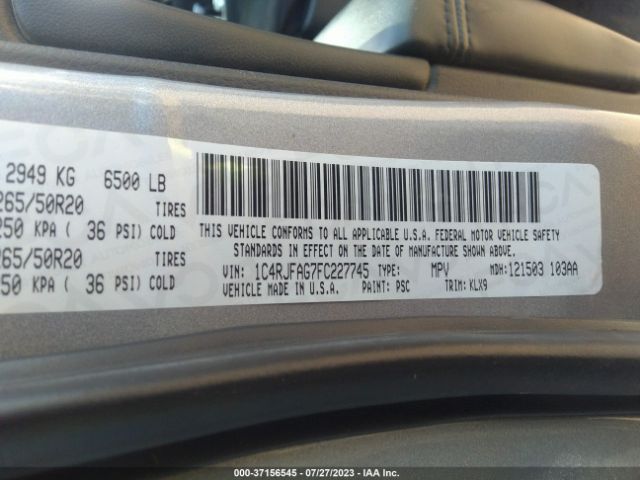 2949 KG 6500 LB
265/50R20 TIRES
250 KPA ( 36 PSI) COLD
265/50R20 TIRES
250 KPA ( 36 PSI) COLD
THIS VEHICLE CONFORMS TO ALL APPLICABLE U.S.A. FEDERAL MOTOR VEHICLE SAFETY
STANDARDS IN EFFECT ON THE DATE OF MANUFACTURE SHOWN ABOVE.
VIN: 1C4RJFAG7FC227745 TYPE: MPV MDH: 121503 103AA
VEHICLE MADE IN U.S.A. PAINT: PSC TRIM: KLX9
000-37156545 / 07/27/2023 / IAA Inc.